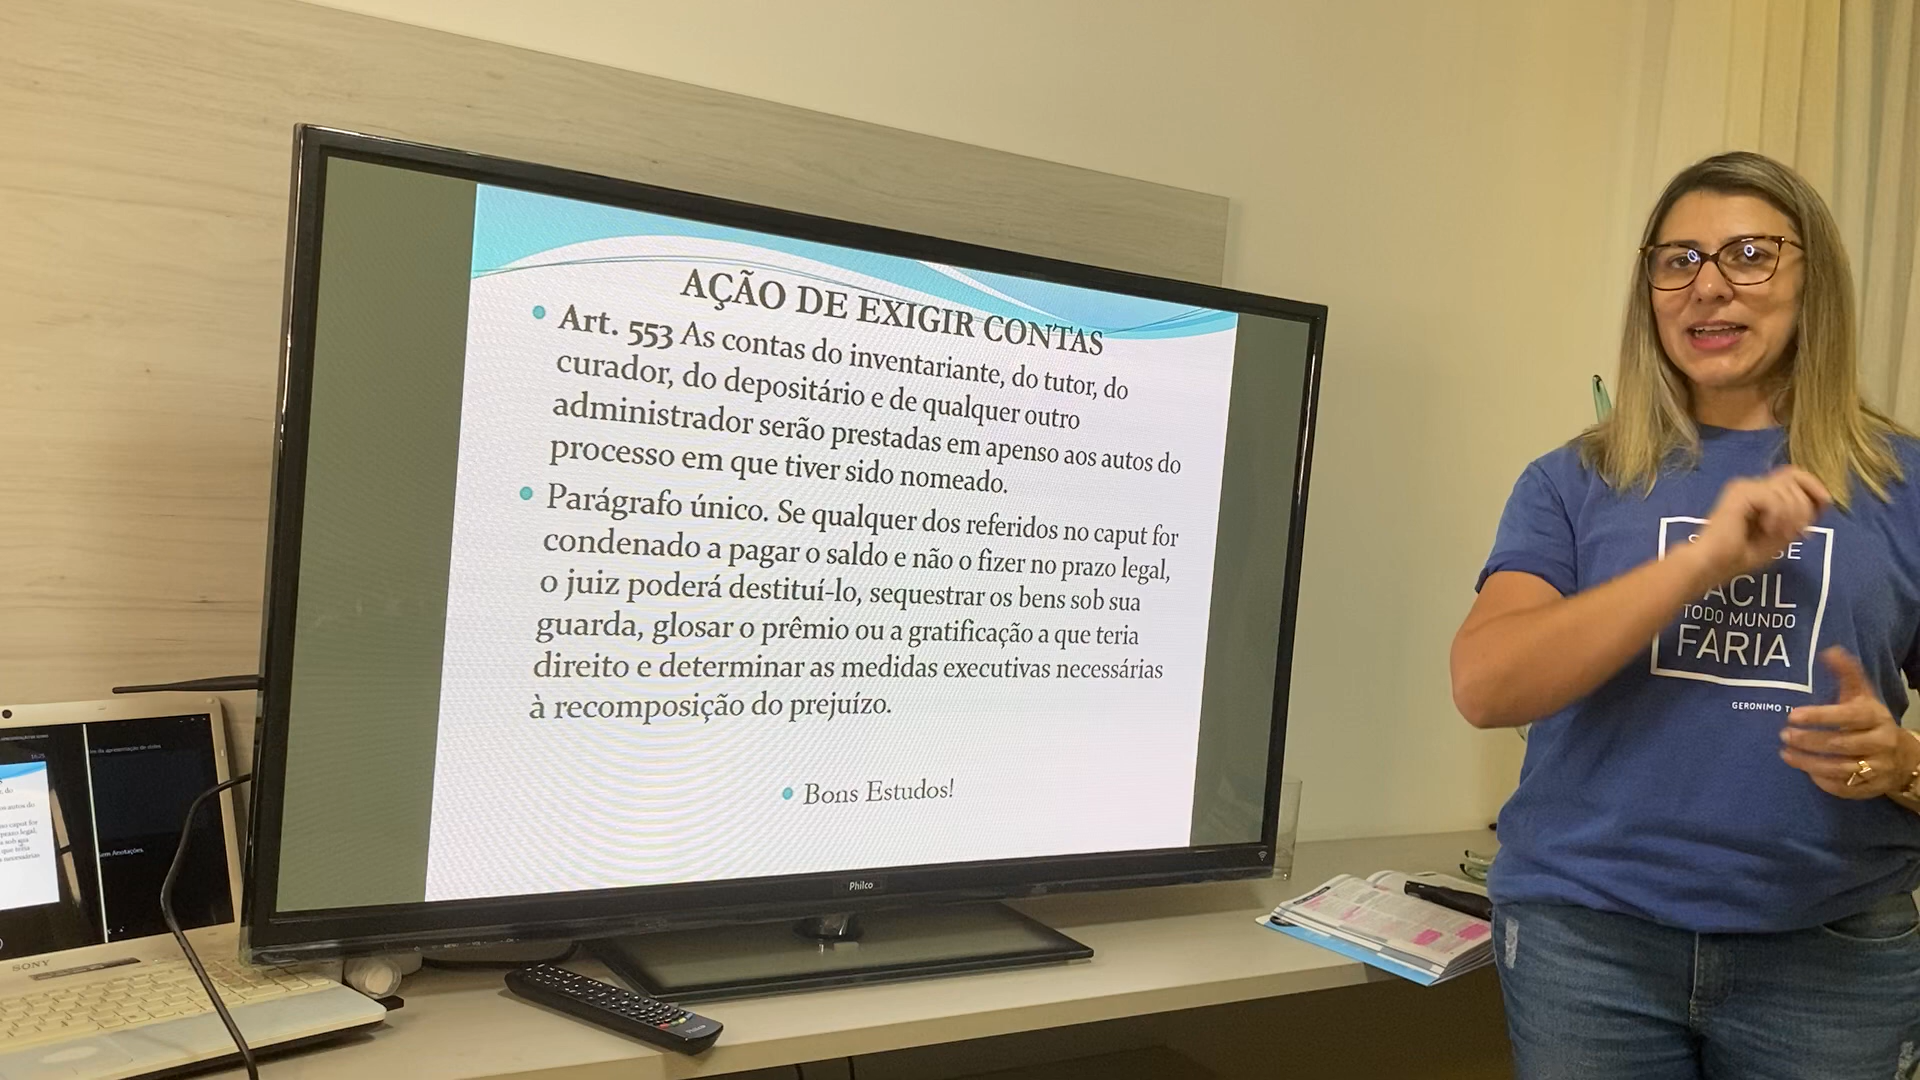 AÇÃO DE EXIGIR CONTAS
• Art. 553 As contas do inventariante, do tutor, do
curador, do depositário e de qualquer outro
administrador serão prestadas em apenso aos autos do
processo em que tiver sido nomeado.
• Parágrafo único. Se qualquer dos referidos no caput for
condenado a pagar o saldo e não o fizer no prazo legal,
o juiz poderá destituí-lo, sequestrar os bens sob sua
guarda, glosar o prêmio ou a gratificação a que teria
direito e determinar as medidas executivas necessárias
à recomposição do prejuízo.
• Bons Estudos!
Philco
SONY
TODO MUNDO
FARIA
GERONIMO